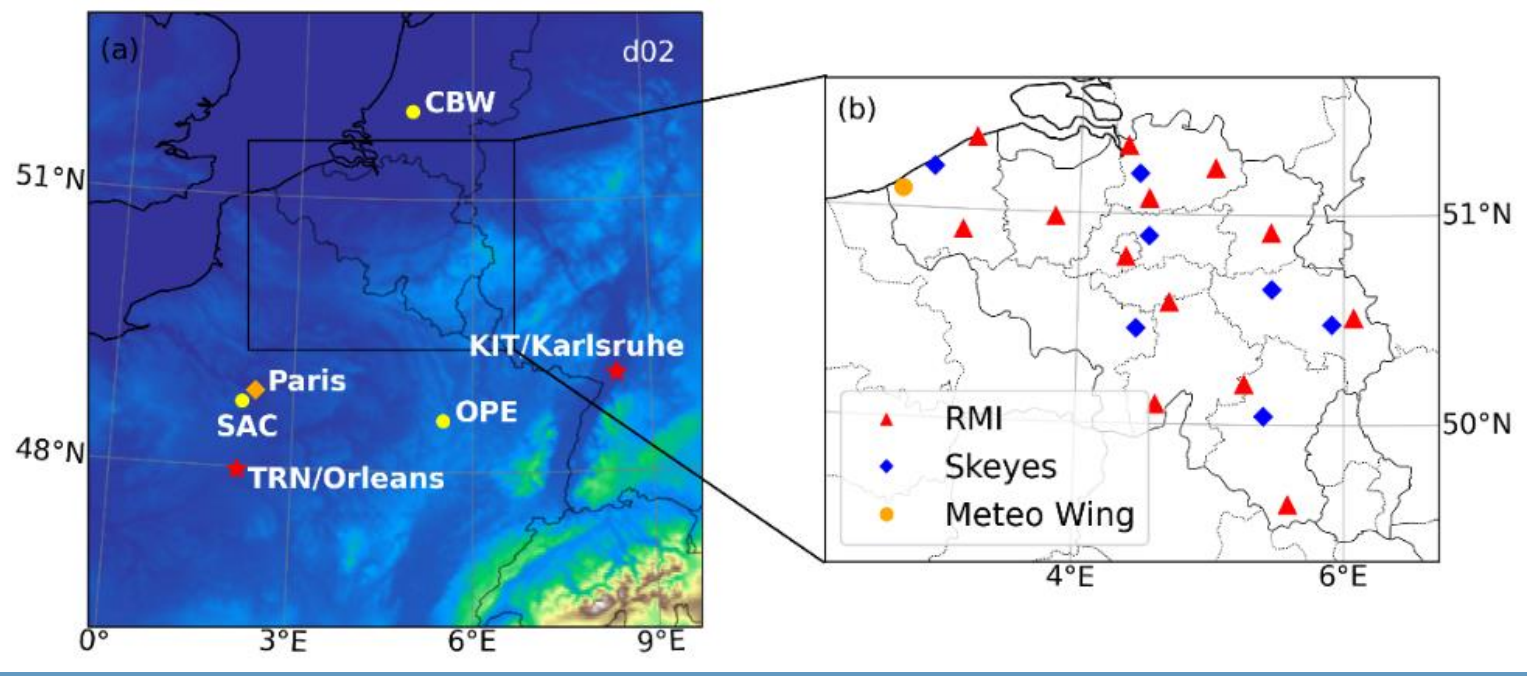 (a)
d02
CBW
51°N
KIT/Karlsruhe
Paris
SAC
OPE
48°N
TRN/Orleans
0°
3°E
6°E
9°E
(b)
51°N
50°N
RMI
Skeyes
Meteo Wing
4°E
6°E